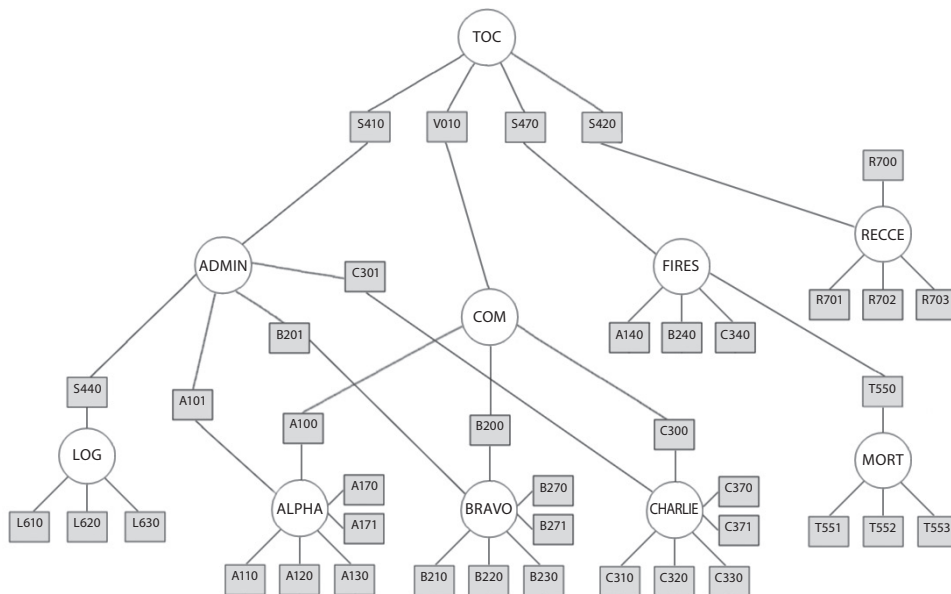 TOC
S410
V010
S470
S420
R700
RECCE
ADMIN
C301
FIRES
R701
R702
R703
COM
B201
A140
B240
C340
S440
A101
A100
B200
C300
T550
LOG
MORT
A170
B270
C370
ALPHA
BRAVO
CHARLIE
A171
B271
C371
L610
L620
L630
T551
T552
T553
A110
A120
A130
B210
B220
B230
C310
C320
C330